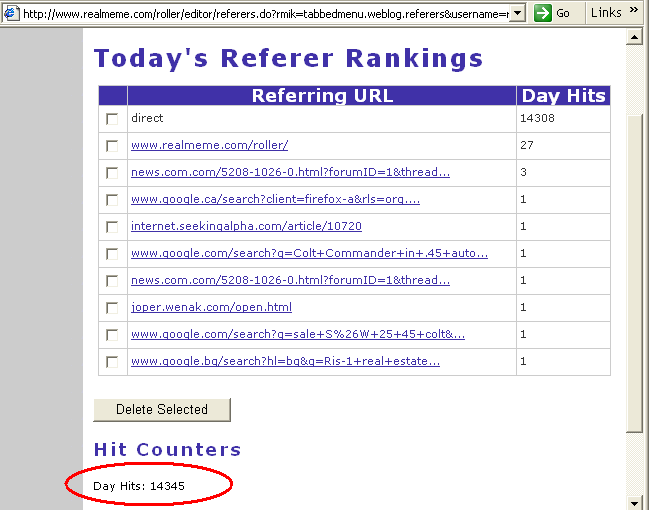 http://www.realmeme.com/roller/editor/referers.do?rmik=tabbedmenu.weblog.referers&username=r Go Links »
Today's Referer Rankings
Referring URL Day Hits
direct 14308
www.realmeme.com/roller/ 27
news.com.com/5208-1026-0.html?forumID=1&thread... 3
www.google.ca/search?client=firefox-a&rls=org.... 1
internet.seekingalpha.com/article/10720 1
www.google.com/search?q=Colt+Commander+in+.45+auto... 1
news.com.com/5208-1026-0.html?forumID=1&thread... 1
joper.wenak.com/open.html 1
www.google.com/search?q=sale+S%26W+25+45+colt&... 1
www.google.bg/search?hl=bg&q=Ris-1+real+estate... 1
Delete Selected
Hit Counters
Day Hits: 14345